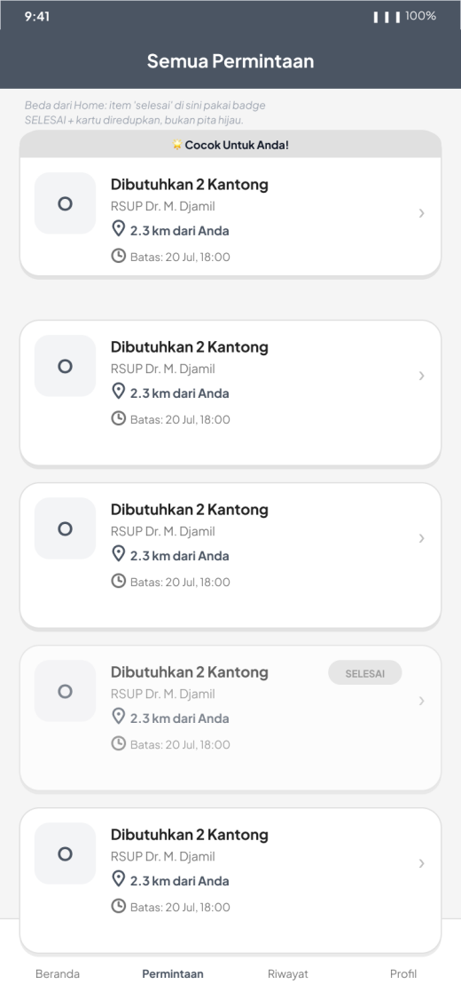 9:41
100%
Semua Permintaan
Beda dari Home: item 'selesai' di sini pakai badge
SELESAI + kartu diredupkan, bukan pita hijau.
Cocok Untuk Anda!
O
Dibutuhkan 2 Kantong
RSUP Dr. M. Djamil
2.3 km dari Anda
Batas: 20 Jul, 18:00
O
Dibutuhkan 2 Kantong
RSUP Dr. M. Djamil
2.3 km dari Anda
Batas: 20 Jul, 18:00
O
Dibutuhkan 2 Kantong
RSUP Dr. M. Djamil
2.3 km dari Anda
Batas: 20 Jul, 18:00
O
Dibutuhkan 2 Kantong
SELESAI
RSUP Dr. M. Djamil
2.3 km dari Anda
Batas: 20 Jul, 18:00
O
Dibutuhkan 2 Kantong
RSUP Dr. M. Djamil
2.3 km dari Anda
Batas: 20 Jul, 18:00
Beranda
Permintaan
Riwayat
Profil